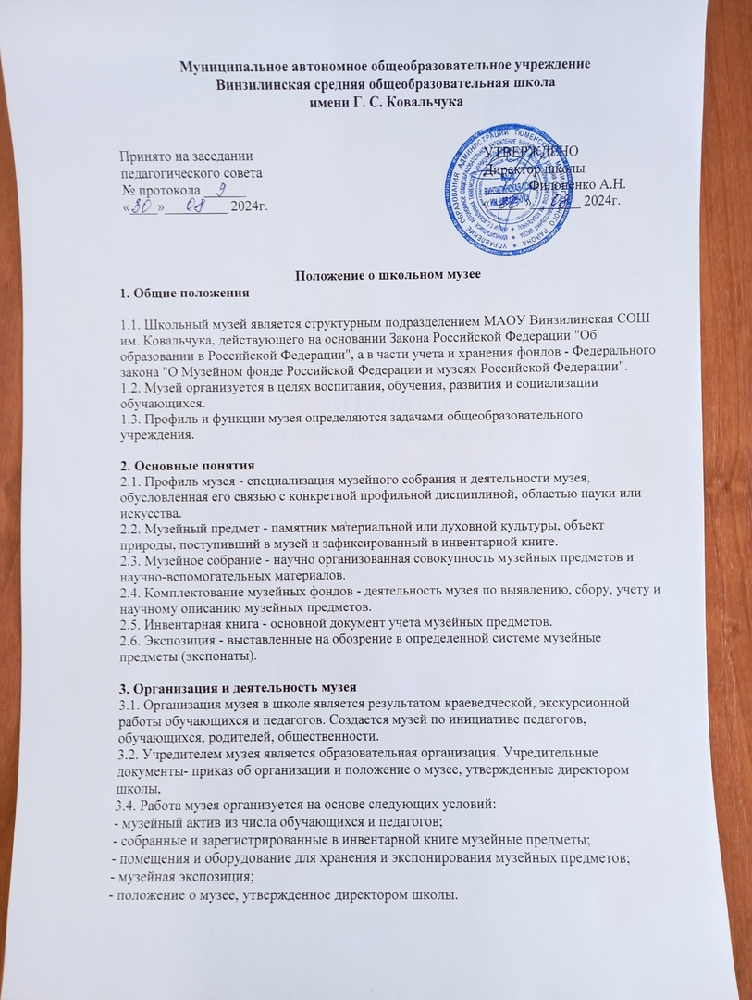 Муниципальное автономное общеобразовательное учреждение
Винзилинская средняя общеобразовательная школа
имени Г. С. Ковальчука
Принято на заседании
педагогического совета
№ протокола 9
«30» 08 2024г.
УТВЕРЖДЕНО
Директор школы
Филоненко А.Н.
2024г.
Положение о школьном музее
1. Общие положения
1.1. Школьный музей является структурным подразделением МАОУ Винзилинская СОШ
им. Ковальчука, действующего на основании Закона Российской Федерации "Об
образовании в Российской Федерации", а в части учета и хранения фондов - Федерального
закона "О Музейном фонде Российской Федерации и музеях Российской Федерации".
1.2. Музей организуется в целях воспитания, обучения, развития и социализации
обучающихся.
1.3. Профиль и функции музея определяются задачами общеобразовательного
учреждения.
2. Основные понятия
2.1. Профиль музея - специализация музейного собрания и деятельности музея,
обусловленная его связью с конкретной профильной дисциплиной, областью науки или
искусства.
2.2. Музейный предмет - памятник материальной или духовной культуры, объект
природы, поступивший в музей и зафиксированный в инвентарной книге.
2.3. Музейное собрание - научно организованная совокупность музейных предметов и
научно-вспомогательных материалов.
2.4. Комплектование музейных фондов - деятельность музея по выявлению, сбору, учету и
научному описанию музейных предметов.
2.5. Инвентарная книга - основной документ учета музейных предметов.
2.6. Экспозиция - выставленные на обозрение в определенной системе музейные
предметы (экспонаты).
3. Организация и деятельность музея
3.1. Организация музея в школе является результатом краеведческой, экскурсионной
работы обучающихся и педагогов. Создается музей по инициативе педагогов,
обучающихся, родителей, общественности.
3.2. Учредителем музея является образовательная организация. Учредительные
документы- приказ об организации и положение о музее, утвержденные директором
школы,
3.4. Работа музея организуется на основе следующих условий:
- музейный актив из числа обучающихся и педагогов;
- собранные и зарегистрированные в инвентарной книге музейные предметы;
- помещения и оборудование для хранения и экспонирования музейных предметов;
- музейная экспозиция;
- положение о музее, утвержденное директором школы.